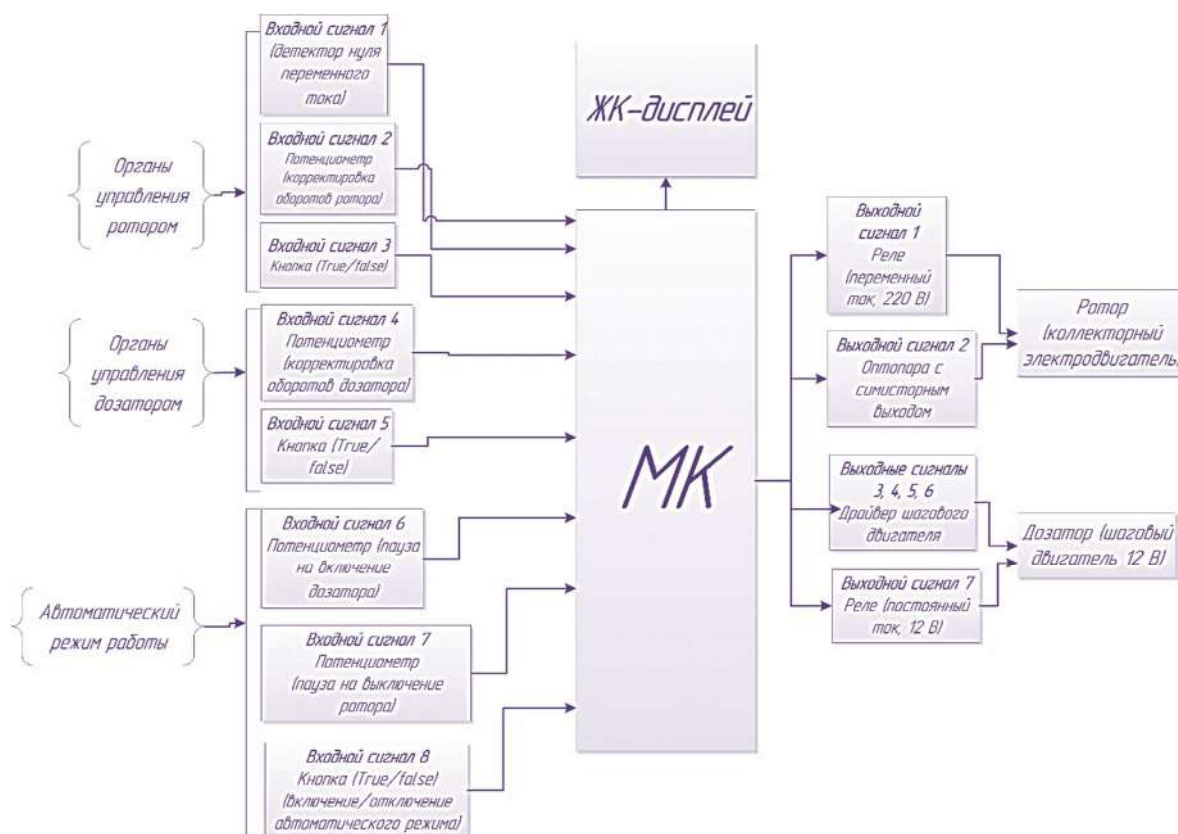 Входной сигнал 1
(детектор нуля
переменного
тока)
Входной сигнал 2
Потенциометр
(корректировка
оборотов ротора)
Входной сигнал 3
Кнопка (True/false)
Органы
управления
ротором
Входной сигнал 4
Потенциометр
(корректировка
оборотов дозатора)
Входной сигнал 5
Кнопка (True/
false)
Органы
управления
дозатором
Входной сигнал 6
Потенциометр (пауза
на включение
дозатора)
Входной сигнал 7
Потенциометр
(пауза на выключение
ротора)
Входной сигнал 8
Кнопка (True/false)
(включение/отключение
автоматического режима)
Автоматический
режим работы
ЖК-дисплей
МК
Выходной
сигнал 1
Реле
(переменный
ток, 220 В)
Выходной сигнал 2
Оптопара с
симисторным
выходом
Выходные сигналы
3, 4, 5, 6
Драйвер шагового
двигателя
Выходной сигнал 7
Реле (постоянный
ток, 12 В)
Ротор
(коллекторный
электродвигатель)
Дозатор (шаговый
двигатель 12 В)